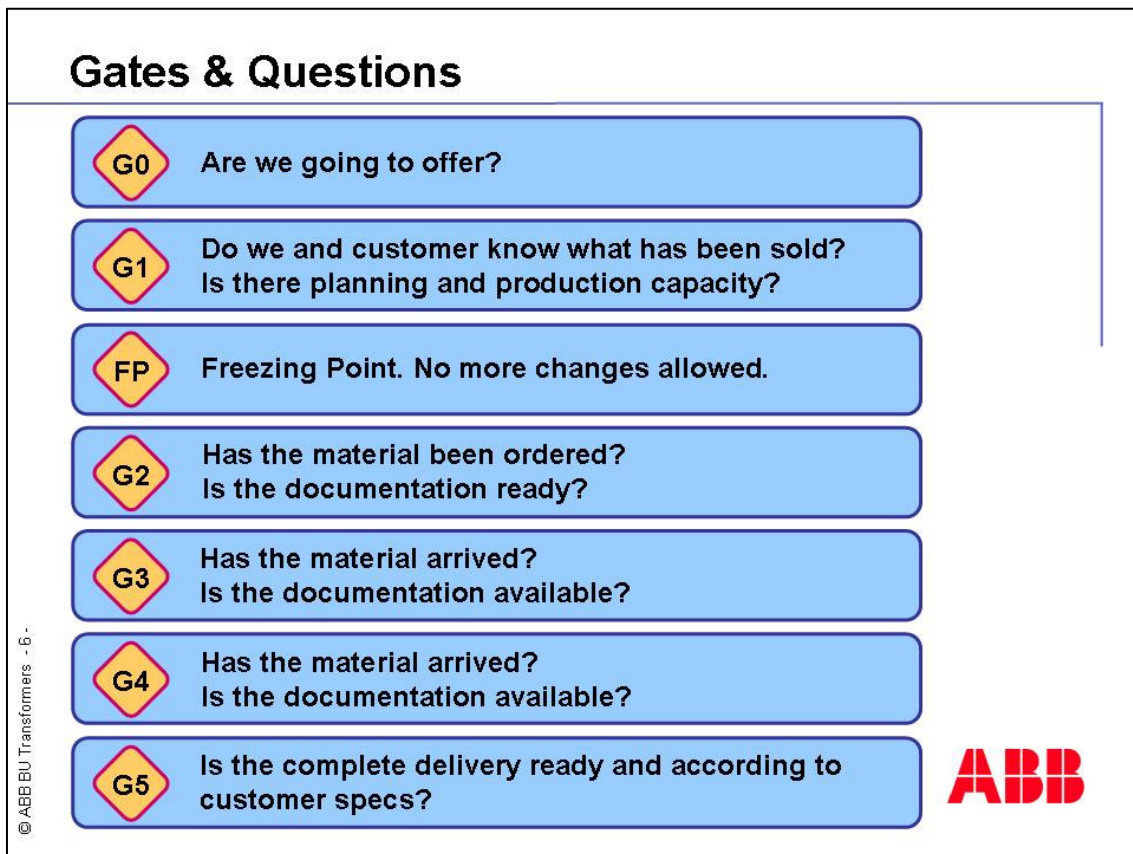 Gates & Questions
G0
Are we going to offer?
G1
Do we and customer know what has been sold?
Is there planning and production capacity?
FP
Freezing Point. No more changes allowed.
G2
Has the material been ordered?
Is the documentation ready?
G3
Has the material arrived?
Is the documentation available?
G4
Has the material arrived?
Is the documentation available?
G5
Is the complete delivery ready and according to
customer specs?
© ABB BU Transformers - 6 -
ABB